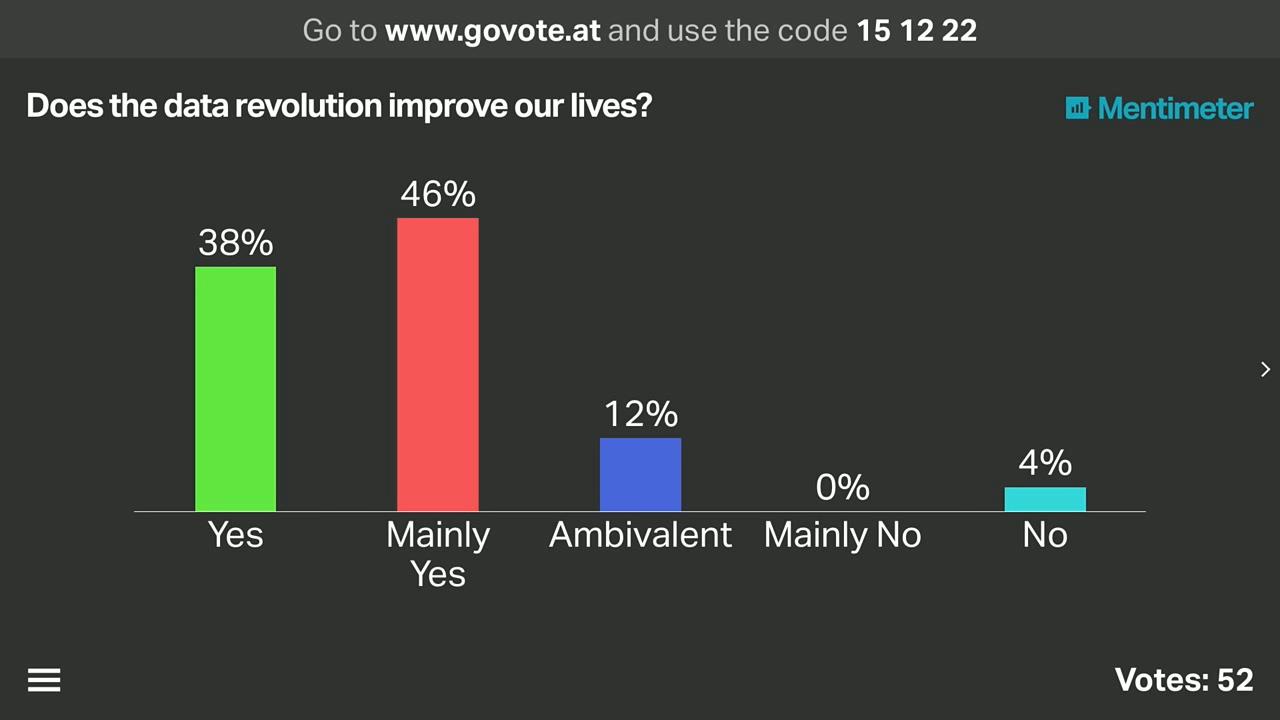 Go to www.govote.at and use the code 15 12 22
Does the data revolution improve our lives?
Mentimeter
46%
38%
12%
4%
0%
Yes
Mainly
Yes
Ambivalent
Mainly No
No
Votes: 52